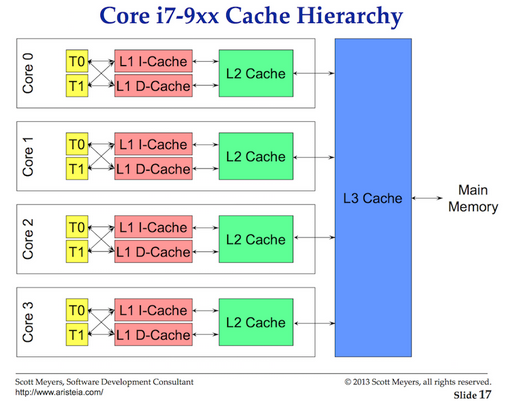 Core i7-9xx Cache Hierarchy
Core 0
T0
L1 I-Cache
T1
L1 D-Cache
L2 Cache
Core 1
T0
L1 I-Cache
T1
L1 D-Cache
L2 Cache
Core 2
T0
L1 I-Cache
T1
L1 D-Cache
L2 Cache
Core 3
T0
L1 I-Cache
T1
L1 D-Cache
L2 Cache
L3 Cache
Main
Memory
Scott Meyers, Software Development Consultant
http://www.aristeia.com/
© 2013 Scott Meyers, all rights reserved.
Slide 17